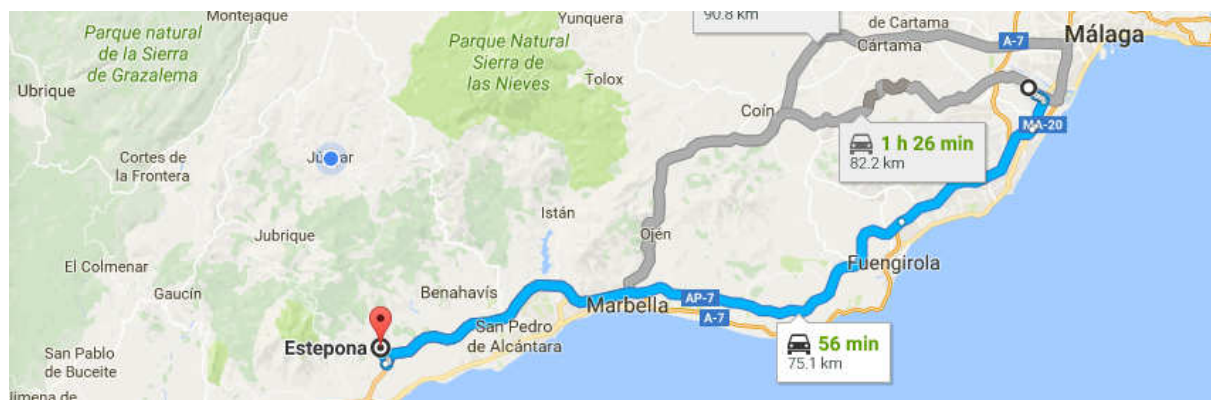 Montejaque
Yunquera
90.8 km
de Cartama
Cártama
A-7
Málaga
Parque natural
de la Sierra
de Grazalema
Parque Natural
Sierra de
las Nieves
Tolox
Ubrique
Coín
MA-20
1 h 26 min
82.2 km
Cortes de
la Frontera
Istán
Ojén
Jubrique
El Colmenar
Fuengirola
Gaucín
Benahavís
Marbella
AP-7
A-7
San Pedro
de Alcántara
56 min
75.1 km
Estepona
San Pablo
de Buceite